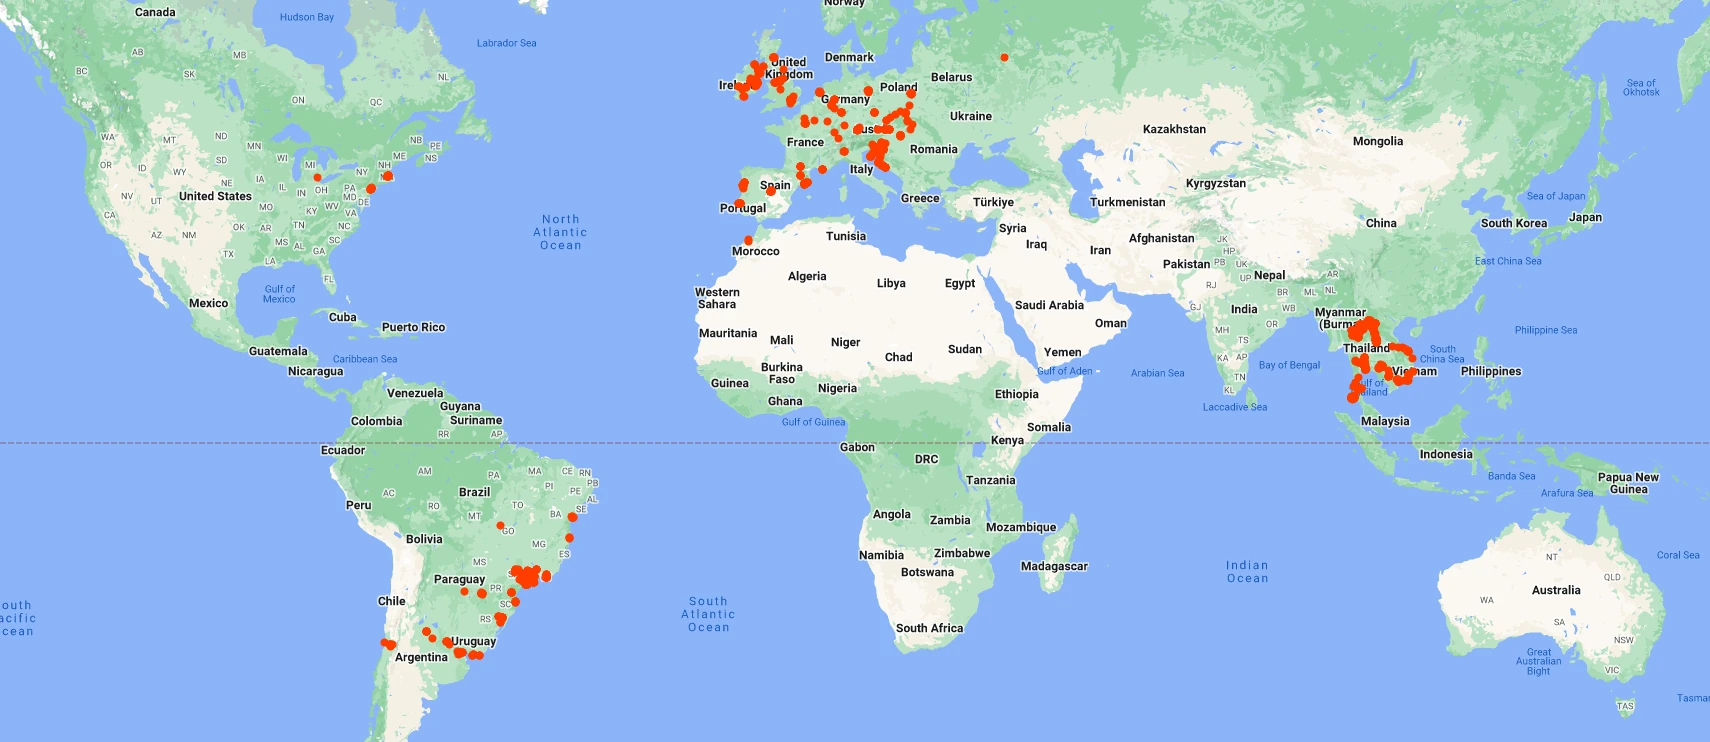 Norway
Canada
Hudson Bay
Labrador Sea
United
Kingdom
Denmark
Belarus
Sea of
Okhotsk
AB
MB
BC
SK
NL
Poland
Germany
ON
QC
Ukraine
Kazakhstan
Mongolia
WA
MT
ND
MN
NB
PE
NS
ME
France
Romania
OR
ID
SD
WI
MI
NH
Italy
WY
NE
IA
IL
IN
OH
PA
MD
DE
NV
UT
United States
Spain
Kyrgyzstan
Sea of Japan
CA
MO
KY
WV
VA
Portugal
Greece
Türkiye
Turkmenistan
Japan
South Korea
China
North
Atlantic
Ocean
AZ
NM
OK
AR
TN
NC
SC
MS
AL
GA
TX
LA
FL
Tunisia
Morocco
Syria
Iraq
Iran
Afghanistan
JK
HP
Pakistan
PB
UK
East China Sea
Algeria
Libya
Egypt
UP
Nepal
AR
RJ
BR
ML
NL
Gulf of
Mexico
Western
Sahara
Mexico
Saudi Arabia
GJ
India
WB
Myanmar
(Burma)
Cuba
Puerto Rico
Oman
MH
OR
TS
Philippine Sea
Mauritania
Mali
Niger
Chad
Sudan
Yemen
Thailand
South
China Sea
Guatemala
Caribbean Sea
Nicaragua
Burkina
Faso
Gulf of Aden
Arabian Sea
KA
AP
TN
KL
Bay of Bengal
Vietnam
Philippines
Guinea
Nigeria
Ethiopia
Gulf of
Thailand
Venezuela
Guyana
Suriname
Ghana
Laccadive Sea
Colombia
RR
AP
Gulf of Guinea
Somalia
Malaysia
Ecuador
Gabon
Kenya
DRC
Indonesia
AM
PA
MA
CE
RN
PB
PI
PE
AL
SE
Tanzania
Banda Sea
Papua New
Guinea
Arafura Sea
AC
Brazil
RO
TO
Peru
MT
BA
GO
Angola
Zambia
Mozambique
Bolivia
MG
ES
MS
Namibia
Zimbabwe
Botswana
Madagascar
Indian
Ocean
NT
Coral Sea
QLD
Paraguay
PR
SC
Chile
RS
Australia
WA
SA
NSW
South
Atlantic
Ocean
outh
acific
cean
South Africa
Uruguay
Argentina
Great
Australian
Bight
VIC
Tasman
TAS